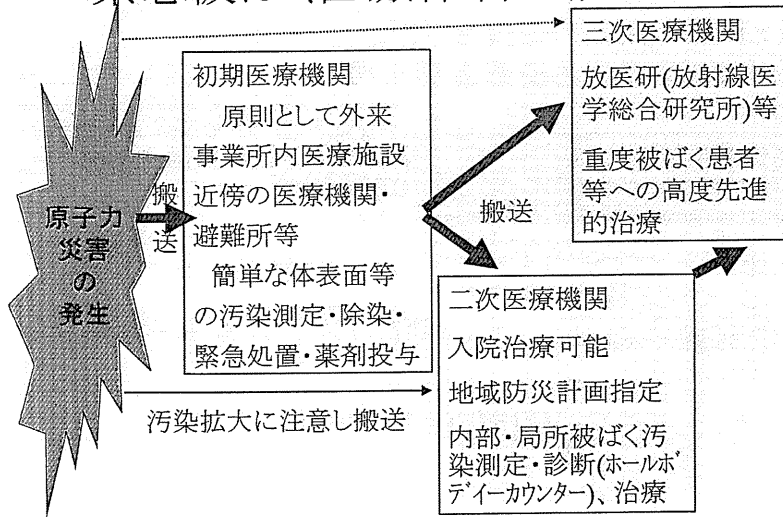 原子力
災害
の
発生
搬
送
初期医療機関
原則として外来
事業所内医療施設
近傍の医療機関・
避難所等
簡単な体表面等
の汚染測定・除染・
緊急処置・薬剤投与
搬送
三次医療機関
放医研(放射線医
学総合研究所)等
重度被ばく患者
等への高度先進
的治療
汚染拡大に注意し搬送
二次医療機関
入院治療可能
地域防災計画指定
内部・局所被ばく汚
染測定・診断(ホールボ
ディーカウンター)、治療